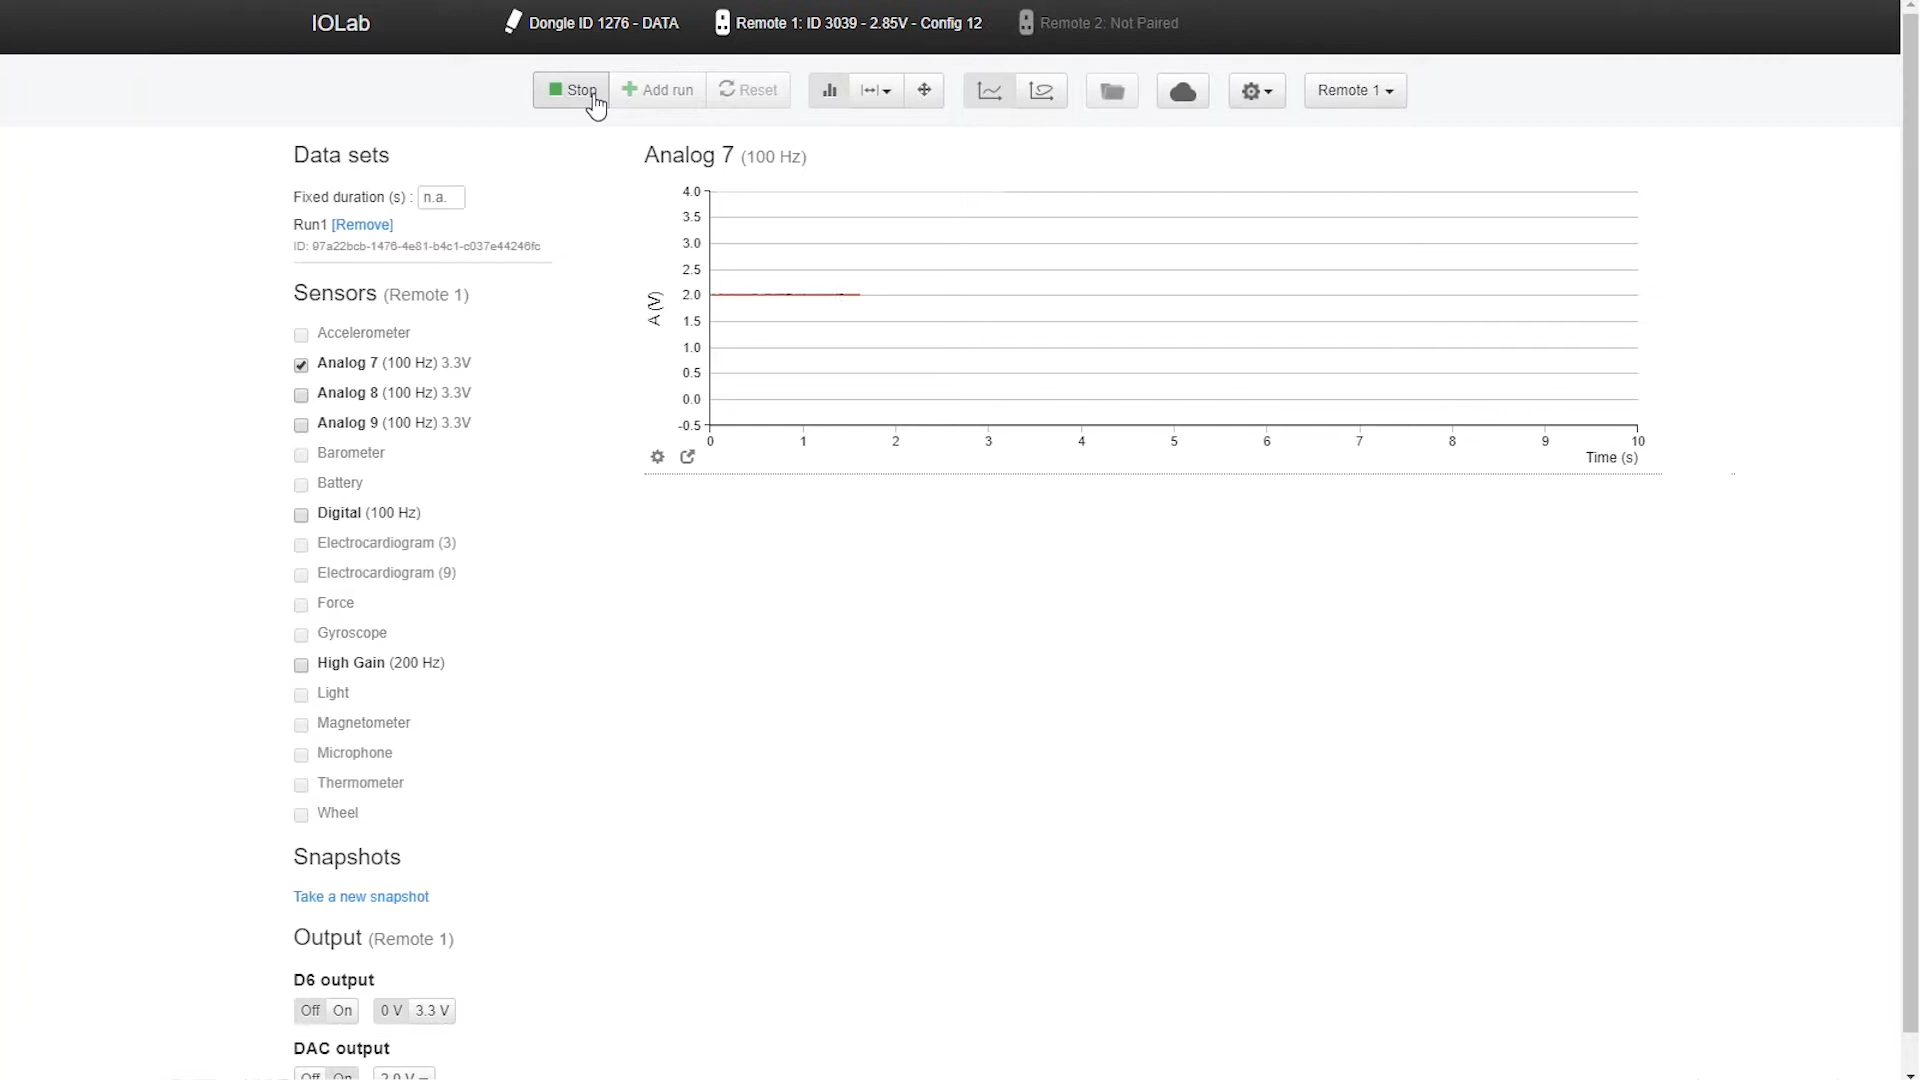 IOLab
Dongle ID 1276 - DATA
Remote 1: ID 3039 - 2.85V - Config 12
Remote 2: Not Paired
Stop
Add run
Reset
Remote 1
Data sets
Fixed duration (s) : n.a.
Run1 [Remove]
ID: 97a22bcb-1476-4e81-b4c1-c037e44246fc
Sensors (Remote 1)
Accelerometer
Analog 7 (100 Hz) 3.3V
Analog 8 (100 Hz) 3.3V
Analog 9 (100 Hz) 3.3V
Barometer
Battery
Digital (100 Hz)
Electrocardiogram (3)
Electrocardiogram (9)
Force
Gyroscope
High Gain (200 Hz)
Light
Magnetometer
Microphone
Thermometer
Wheel
Snapshots
Take a new snapshot
Output (Remote 1)
D6 output
Off On 0 V 3.3 V
DAC output
Off On 2.0 V
Analog 7 (100 Hz)
A (V)
4.0
3.5
3.0
2.5
2.0
1.5
1.0
0.5
0.0
-0.5
0 1 2 3 4 5 6 7 8 9 10
Time (s)